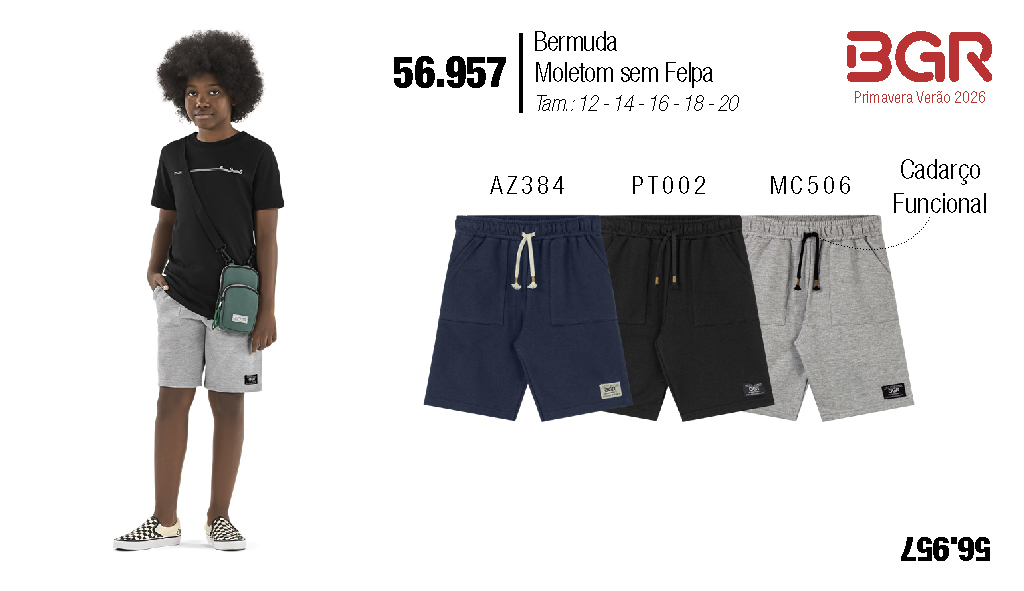 56.957
Bermuda
Moletom sem Felpa
Tam.: 12 - 14 - 16 - 18 - 20
BGR
Primavera Verão 2026
AZ384
PT002
MC506
Cadarço
Funcional
BGR
56.957